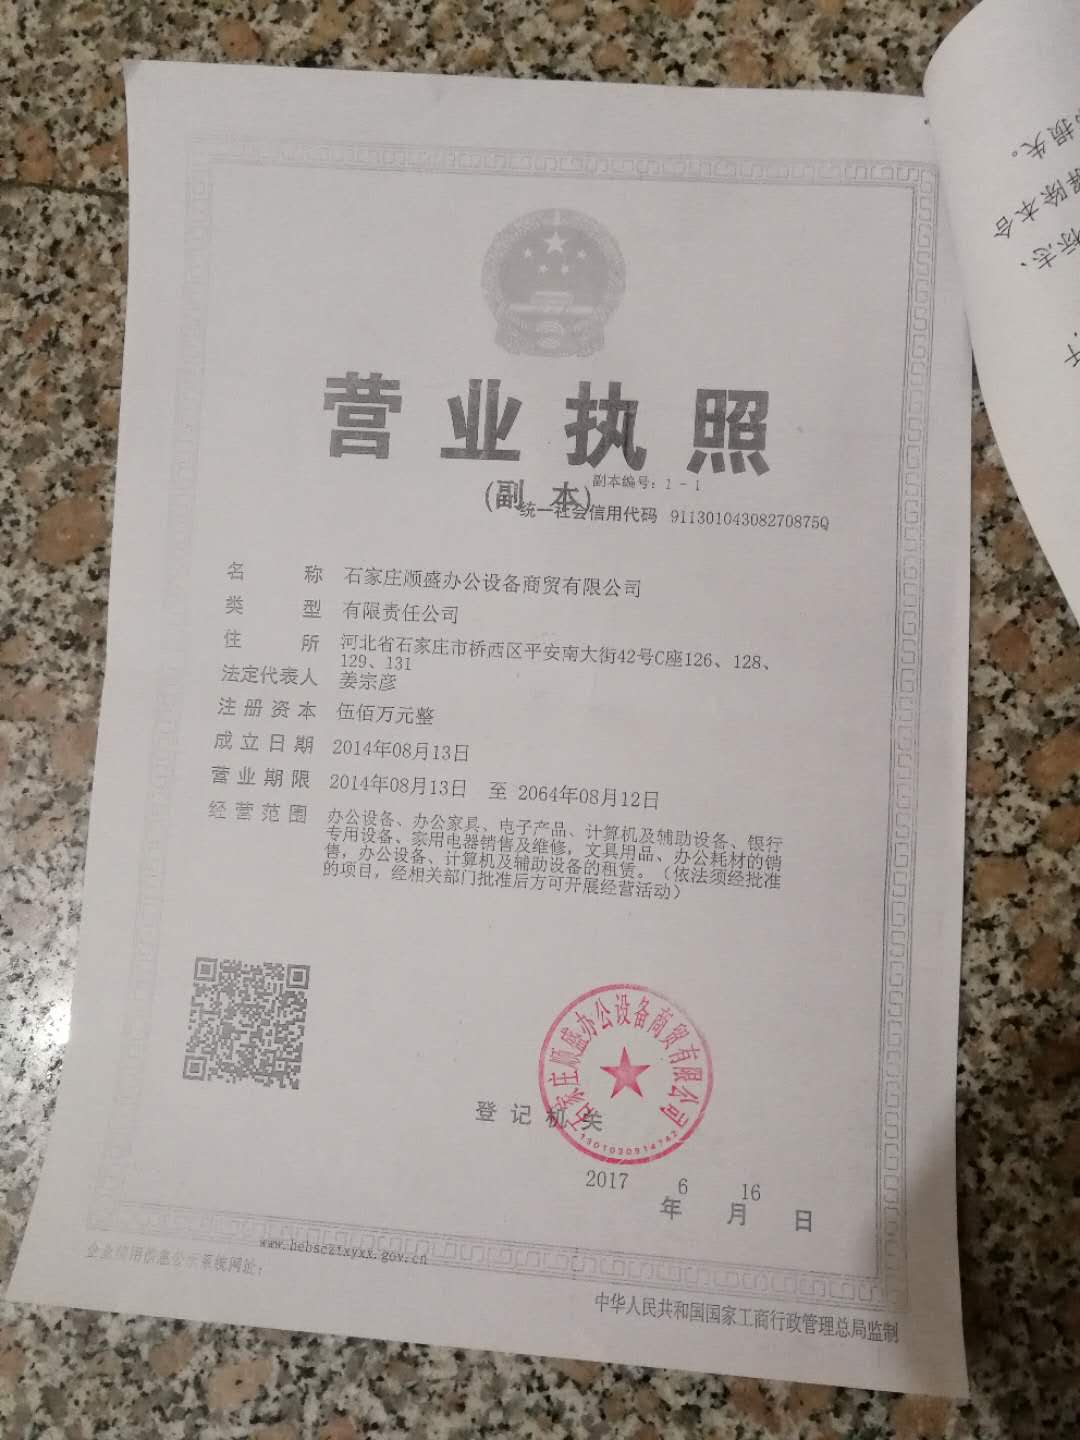 营业执照
副本编号：1 - 1
(副 本)
统一社会信用代码 91130104308270875Q
名 称 石家庄顺盛办公设备商贸有限公司
类 型 有限责任公司
住 所 河北省石家庄市桥西区平安南大街42号C座126、128、
129、131
法定代表人 姜宗彦
注册资本 伍佰万元整
成立日期 2014年08月13日
营业期限 2014年08月13日 至 2064年08月12日
经营范围 办公设备、办公家具、电子产品、计算机及辅助设备、银行
专用设备、家用电器销售及维修，文具用品、办公耗材的销
售，办公设备、计算机及辅助设备的租赁。（依法须经批准
的项目，经相关部门批准后方可开展经营活动）
石家庄顺盛办公设备商贸有限公司
1301030914742
登记机关
2017 6 16
年 月 日
www.hebscztxyxx.gov.cn
企业信用信息公示系统网址：
中华人民共和国国家工商行政管理总局监制
损失。
解除本合
标志、